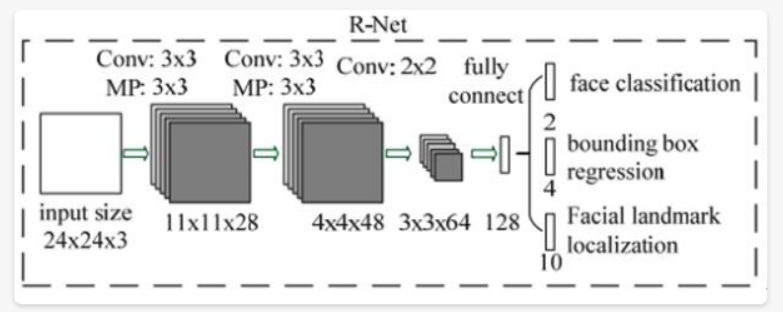 R-Net
Conv: 3x3
MP: 3x3
Conv: 3x3
MP: 3x3
Conv: 2x2
fully
connect
input size
24x24x3
11x11x28
4x4x48
3x3x64
128
face classification
2
bounding box
regression
4
Facial landmark
localization
10